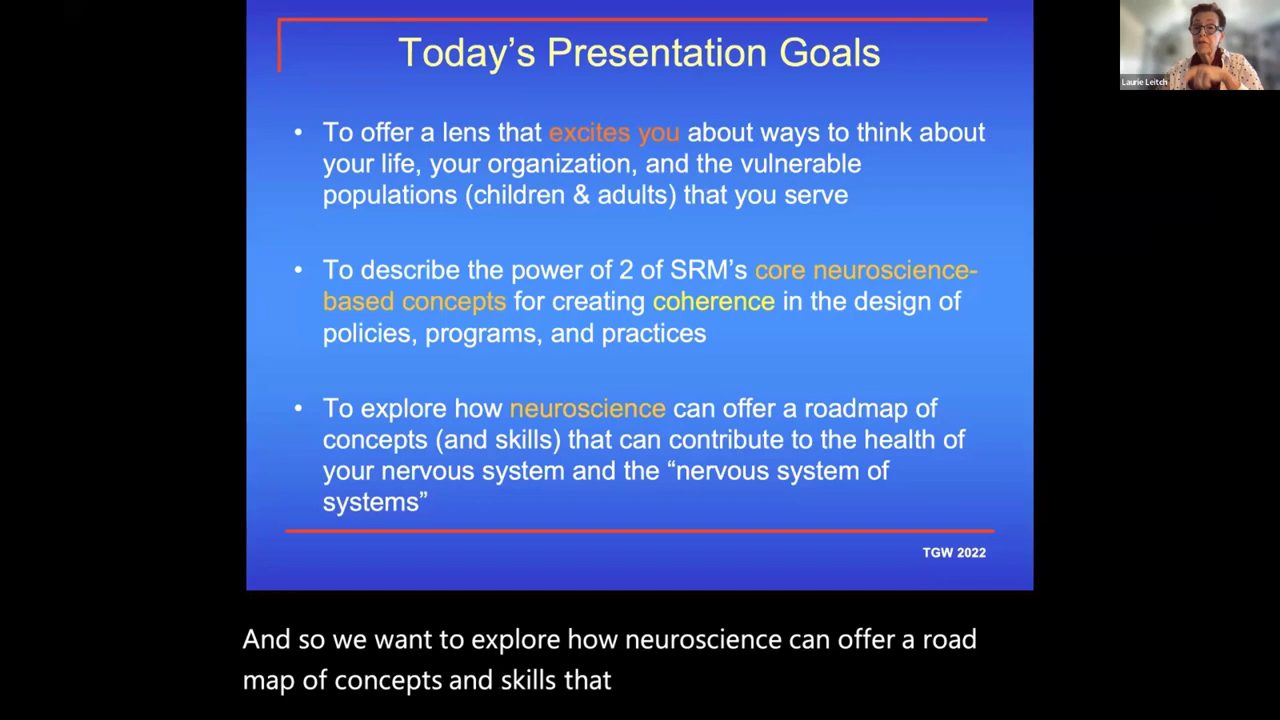 Today's Presentation Goals
• To offer a lens that excites you about ways to think about
your life, your organization, and the vulnerable
populations (children & adults) that you serve
• To describe the power of 2 of SRM's core neuroscience-
based concepts for creating coherence in the design of
policies, programs, and practices
• To explore how neuroscience can offer a roadmap of
concepts (and skills) that can contribute to the health of
your nervous system and the “nervous system of
systems”
TGW 2022
Laurie Leitch
And so we want to explore how neuroscience can offer a road
map of concepts and skills that